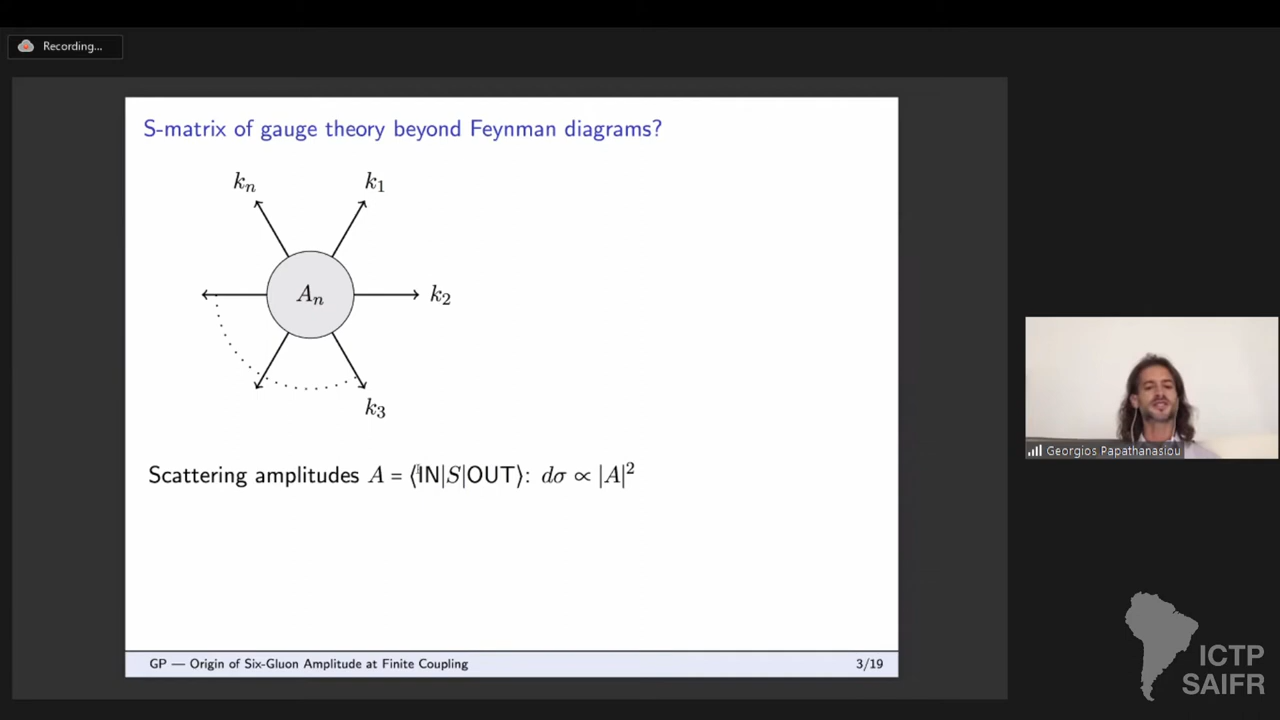 Recording...
S-matrix of gauge theory beyond Feynman diagrams?
kₙ
k₁
Aₙ
k₂
k₃
Scattering amplitudes A = ⟨IN|S|OUT⟩: dσ ∝ |A|²
GP — Origin of Six-Gluon Amplitude at Finite Coupling
3/19
Georgios Papathanasiou
ICTP
SAIFR